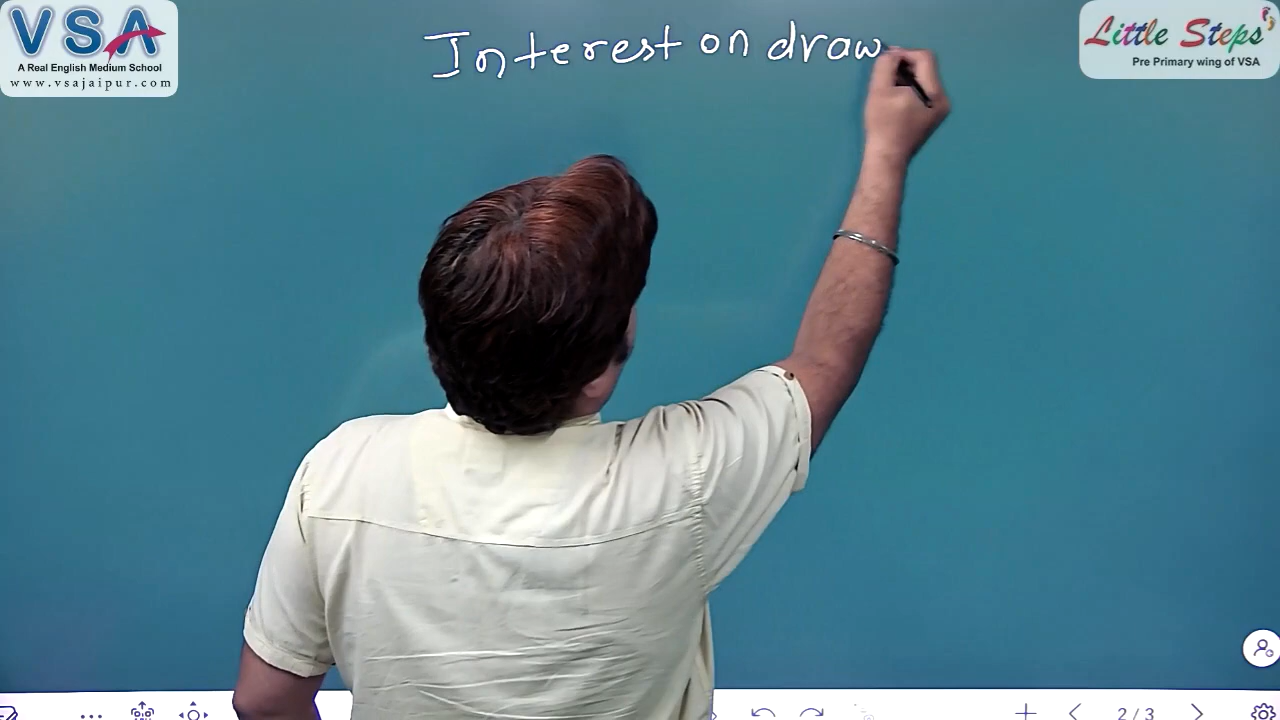 VSA
A Real English Medium School
www.vsajaipur.com
Interest on draw
Little Steps
Pre Primary wing of VSA
2/3